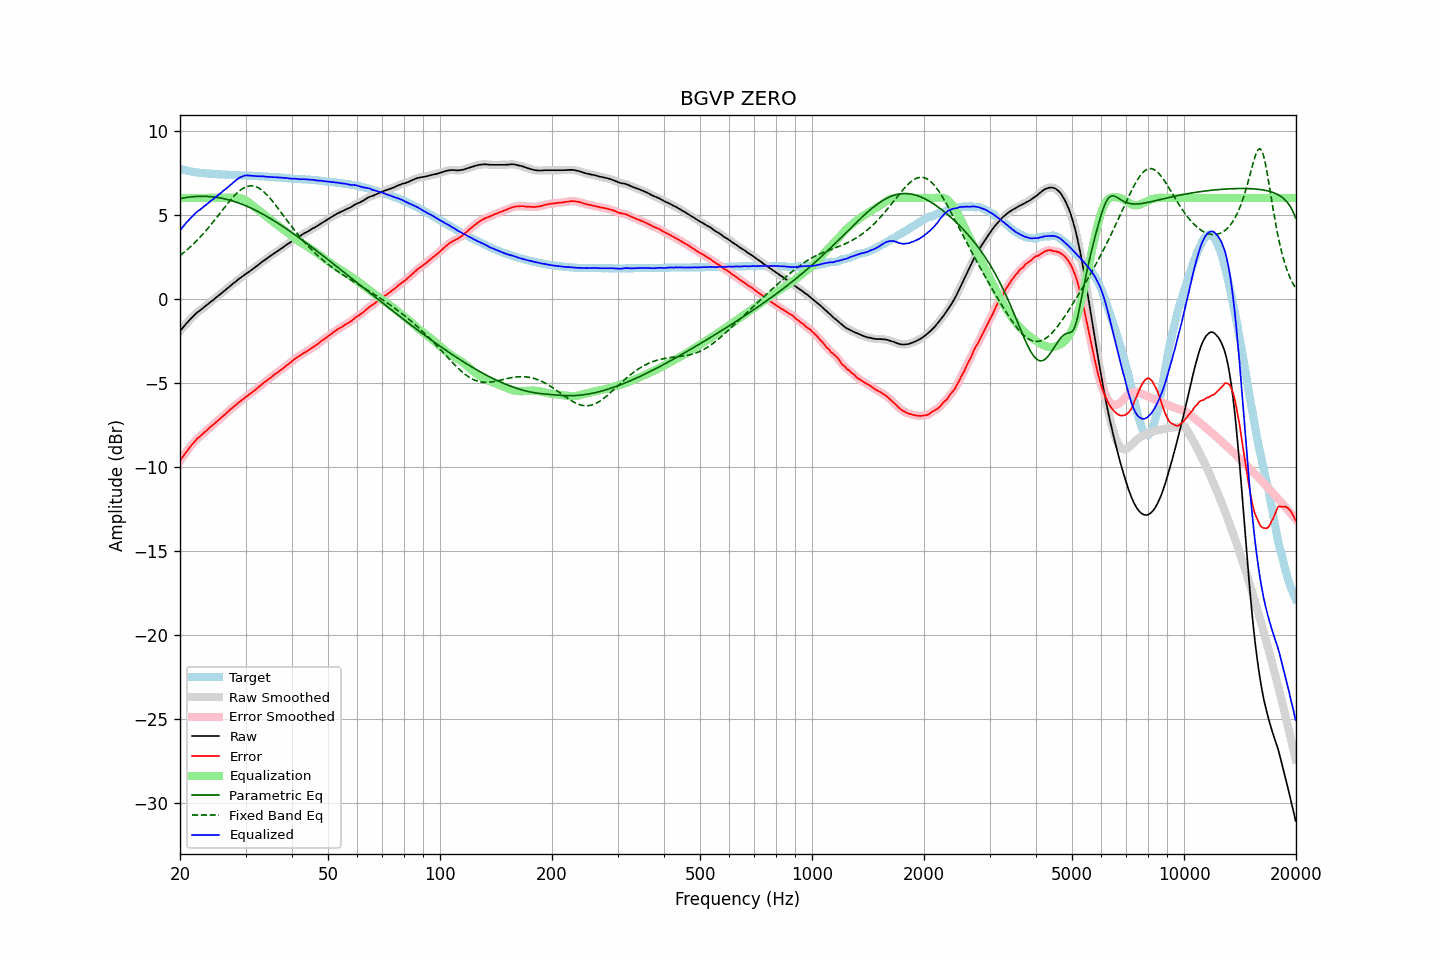 BGVP ZERO
10
5
0
−5
−10
−15
−20
−25
−30
Amplitude (dBr)
Target
Raw Smoothed
Error Smoothed
Raw
Error
Equalization
Parametric Eq
Fixed Band Eq
Equalized
20 50 100 200 500 1000 2000 5000 10000 20000
Frequency (Hz)